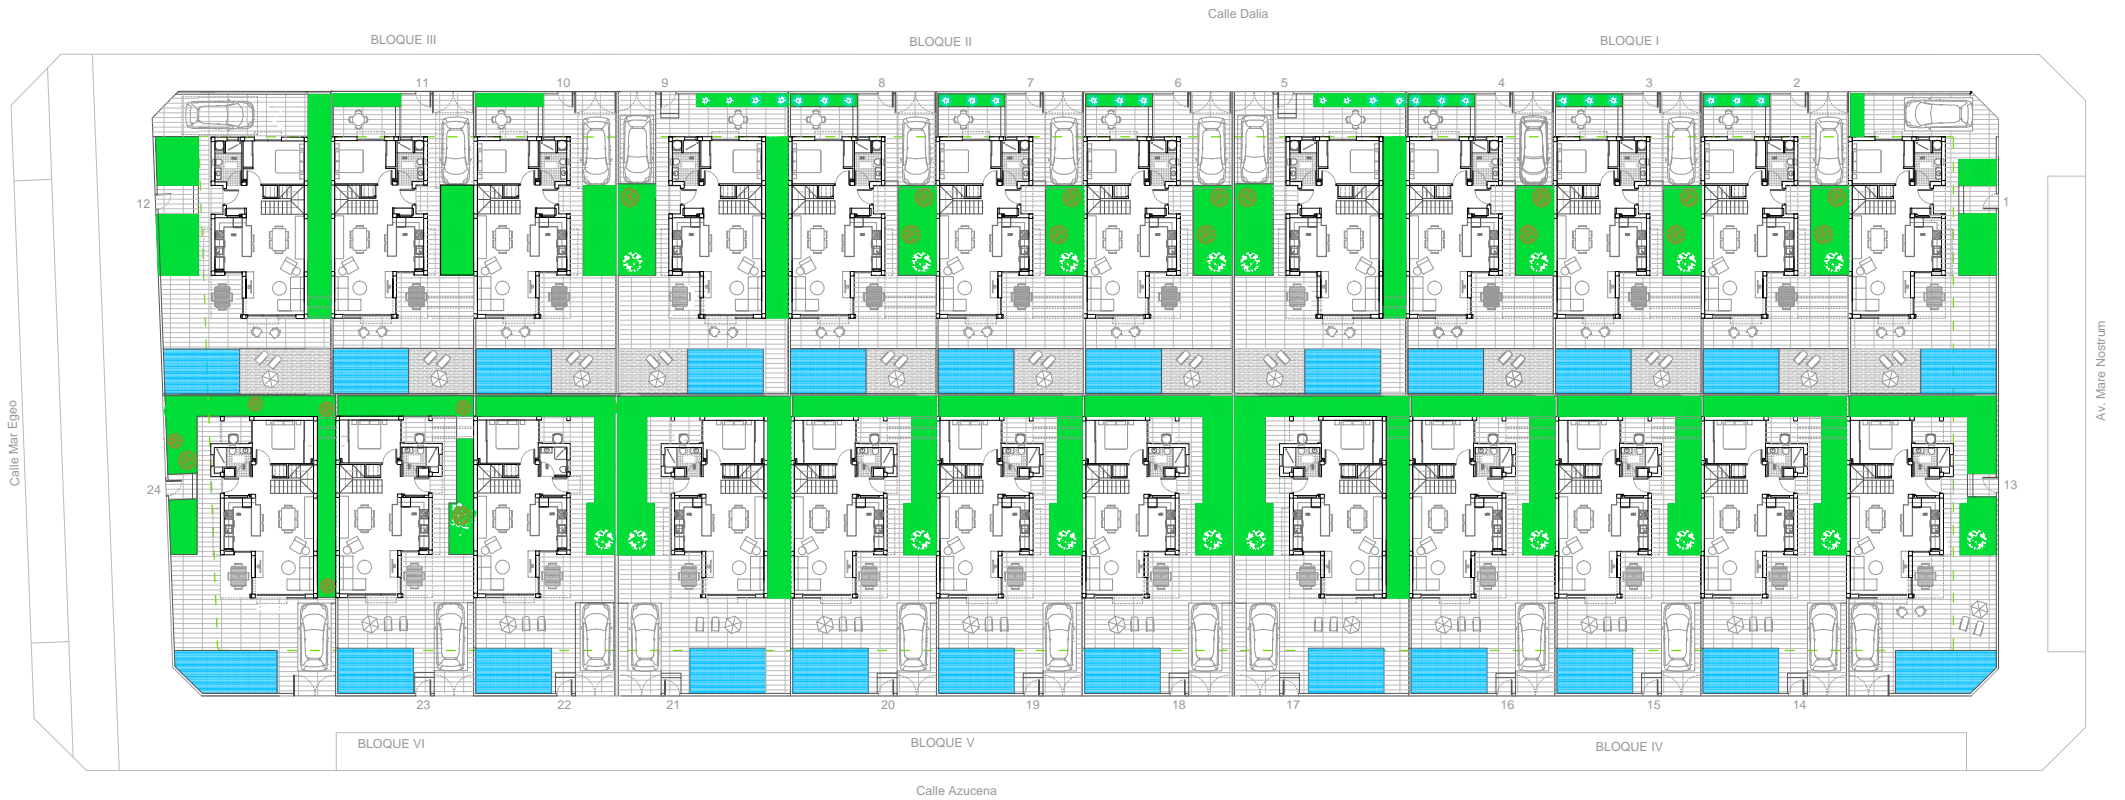 Calle Dalia
BLOQUE III
BLOQUE II
BLOQUE I
11
10
9
8
7
6
5
4
3
2
12
1
Calle Mar Egeo
Av. Mare Nostrum
24
13
23
22
21
20
19
18
17
16
15
14
BLOQUE VI
BLOQUE V
BLOQUE IV
Calle Azucena